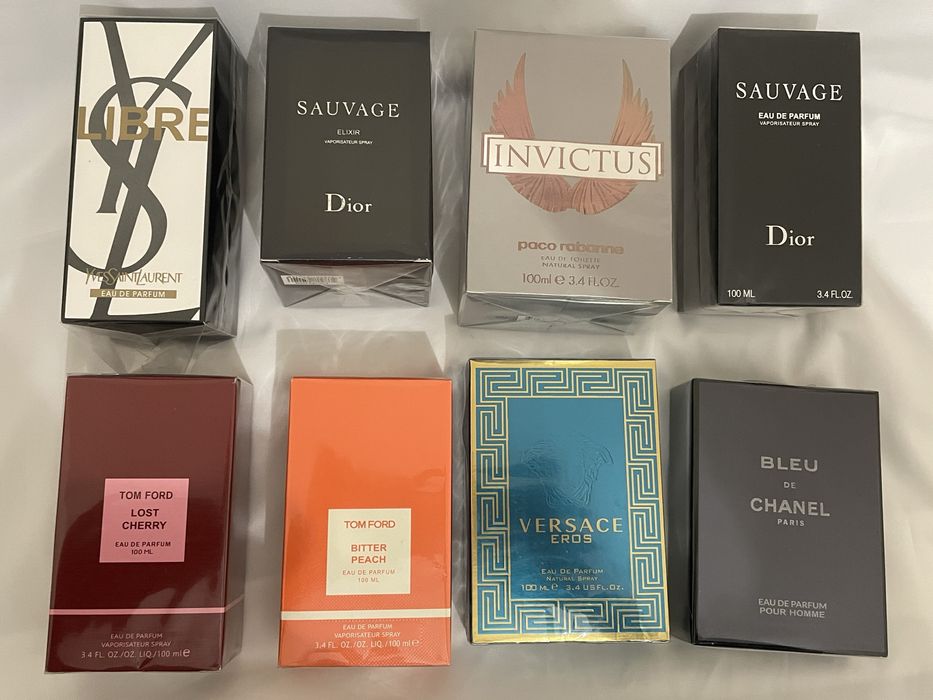 YSL
LIBRE
YVES SAINT LAURENT
EAU DE PARFUM
SAUVAGE
ELIXIR
VAPORISATEUR SPRAY
Dior
INVICTUS
paco rabanne
EAU DE TOILETTE
NATURAL SPRAY
100ml e 3.4 FL.OZ.
SAUVAGE
EAU DE PARFUM
VAPORISATEUR SPRAY
Dior
100 ML 3.4 FL.OZ.
TOM FORD
LOST
CHERRY
EAU DE PARFUM
100 ML
EAU DE PARFUM
VAPORISATEUR SPRAY
3.4 FL. OZ./OZ. LIQ./100 ml e
TOM FORD
BITTER
PEACH
EAU DE PARFUM
100 ML
EAU DE PARFUM
VAPORISATEUR SPRAY
3.4 FL. OZ./OZ. LIQ./100 ml e
VERSACE
EROS
EAU DE PARFUM
NATURAL SPRAY
100 ML e 3.4 US FL.OZ.
BLEU
DE
CHANEL
PARIS
EAU DE PARFUM
POUR HOMME